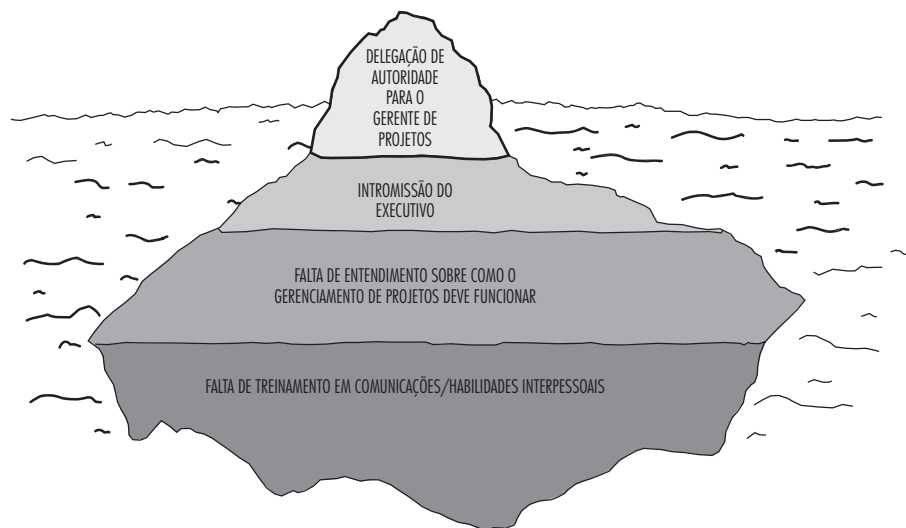 DELEGAÇÃO DE
AUTORIDADE
PARA O
GERENTE DE
PROJETOS
INTROMISSÃO DO
EXECUTIVO
FALTA DE ENTENDIMENTO SOBRE COMO O
GERENCIAMENTO DE PROJETOS DEVE FUNCIONAR
FALTA DE TREINAMENTO EM COMUNICAÇÕES/HABILIDADES INTERPESSOAIS